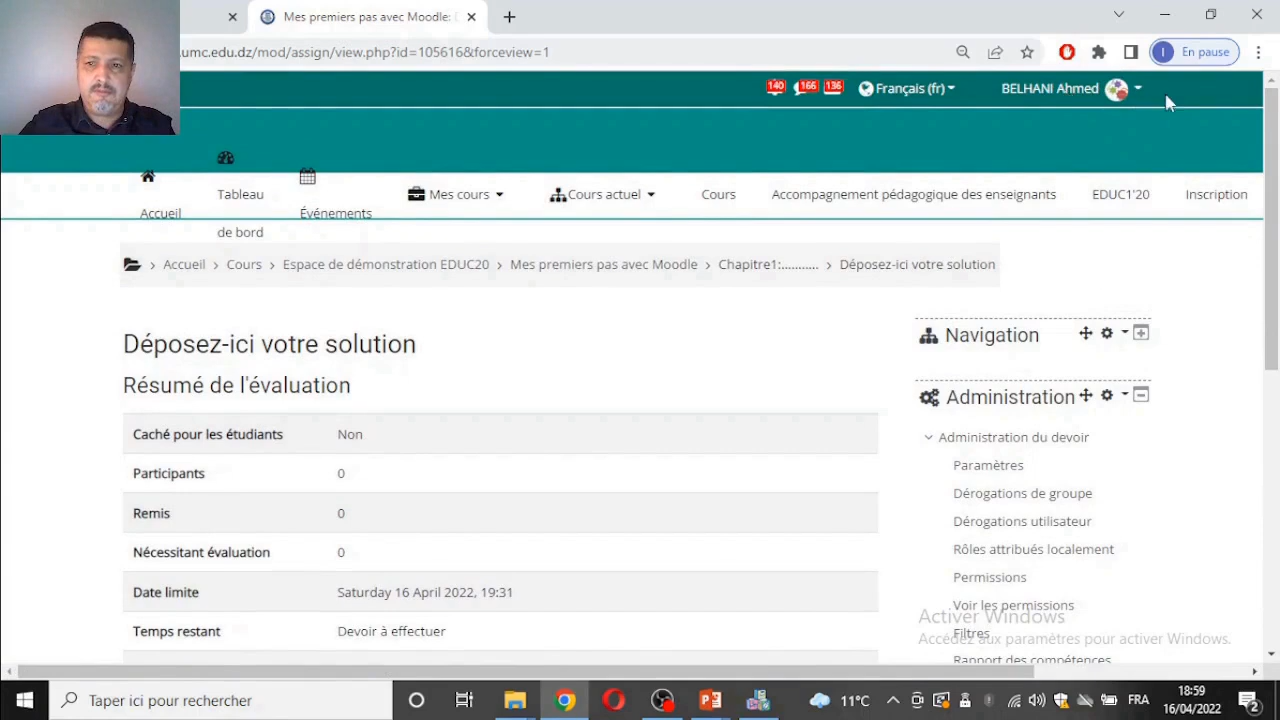 Mes premiers pas avec Moodle:
.umc.edu.dz/mod/assign/view.php?id=105616&forceview=1
I En pause
140 166 136 Français (fr) BELHANI Ahmed
Accueil
Tableau
de bord
Événements
Mes cours
Cours actuel
Cours
Accompagnement pédagogique des enseignants
EDUC1'20
Inscription
› Accueil › Cours › Espace de démonstration EDUC20 › Mes premiers pas avec Moodle › Chapitre1:.......... › Déposez-ici votre solution
Déposez-ici votre solution
Résumé de l'évaluation
Caché pour les étudiants Non
Participants 0
Remis 0
Nécessitant évaluation 0
Date limite Saturday 16 April 2022, 19:31
Temps restant Devoir à effectuer
Navigation
Administration
Administration du devoir
Paramètres
Dérogations de groupe
Dérogations utilisateur
Rôles attribués localement
Permissions
Voir les permissions
Filtres
Rapport des compétences
Activer Windows
Accédez aux paramètres pour activer Windows.
Taper ici pour rechercher
11°C
FRA
18:59
16/04/2022
2